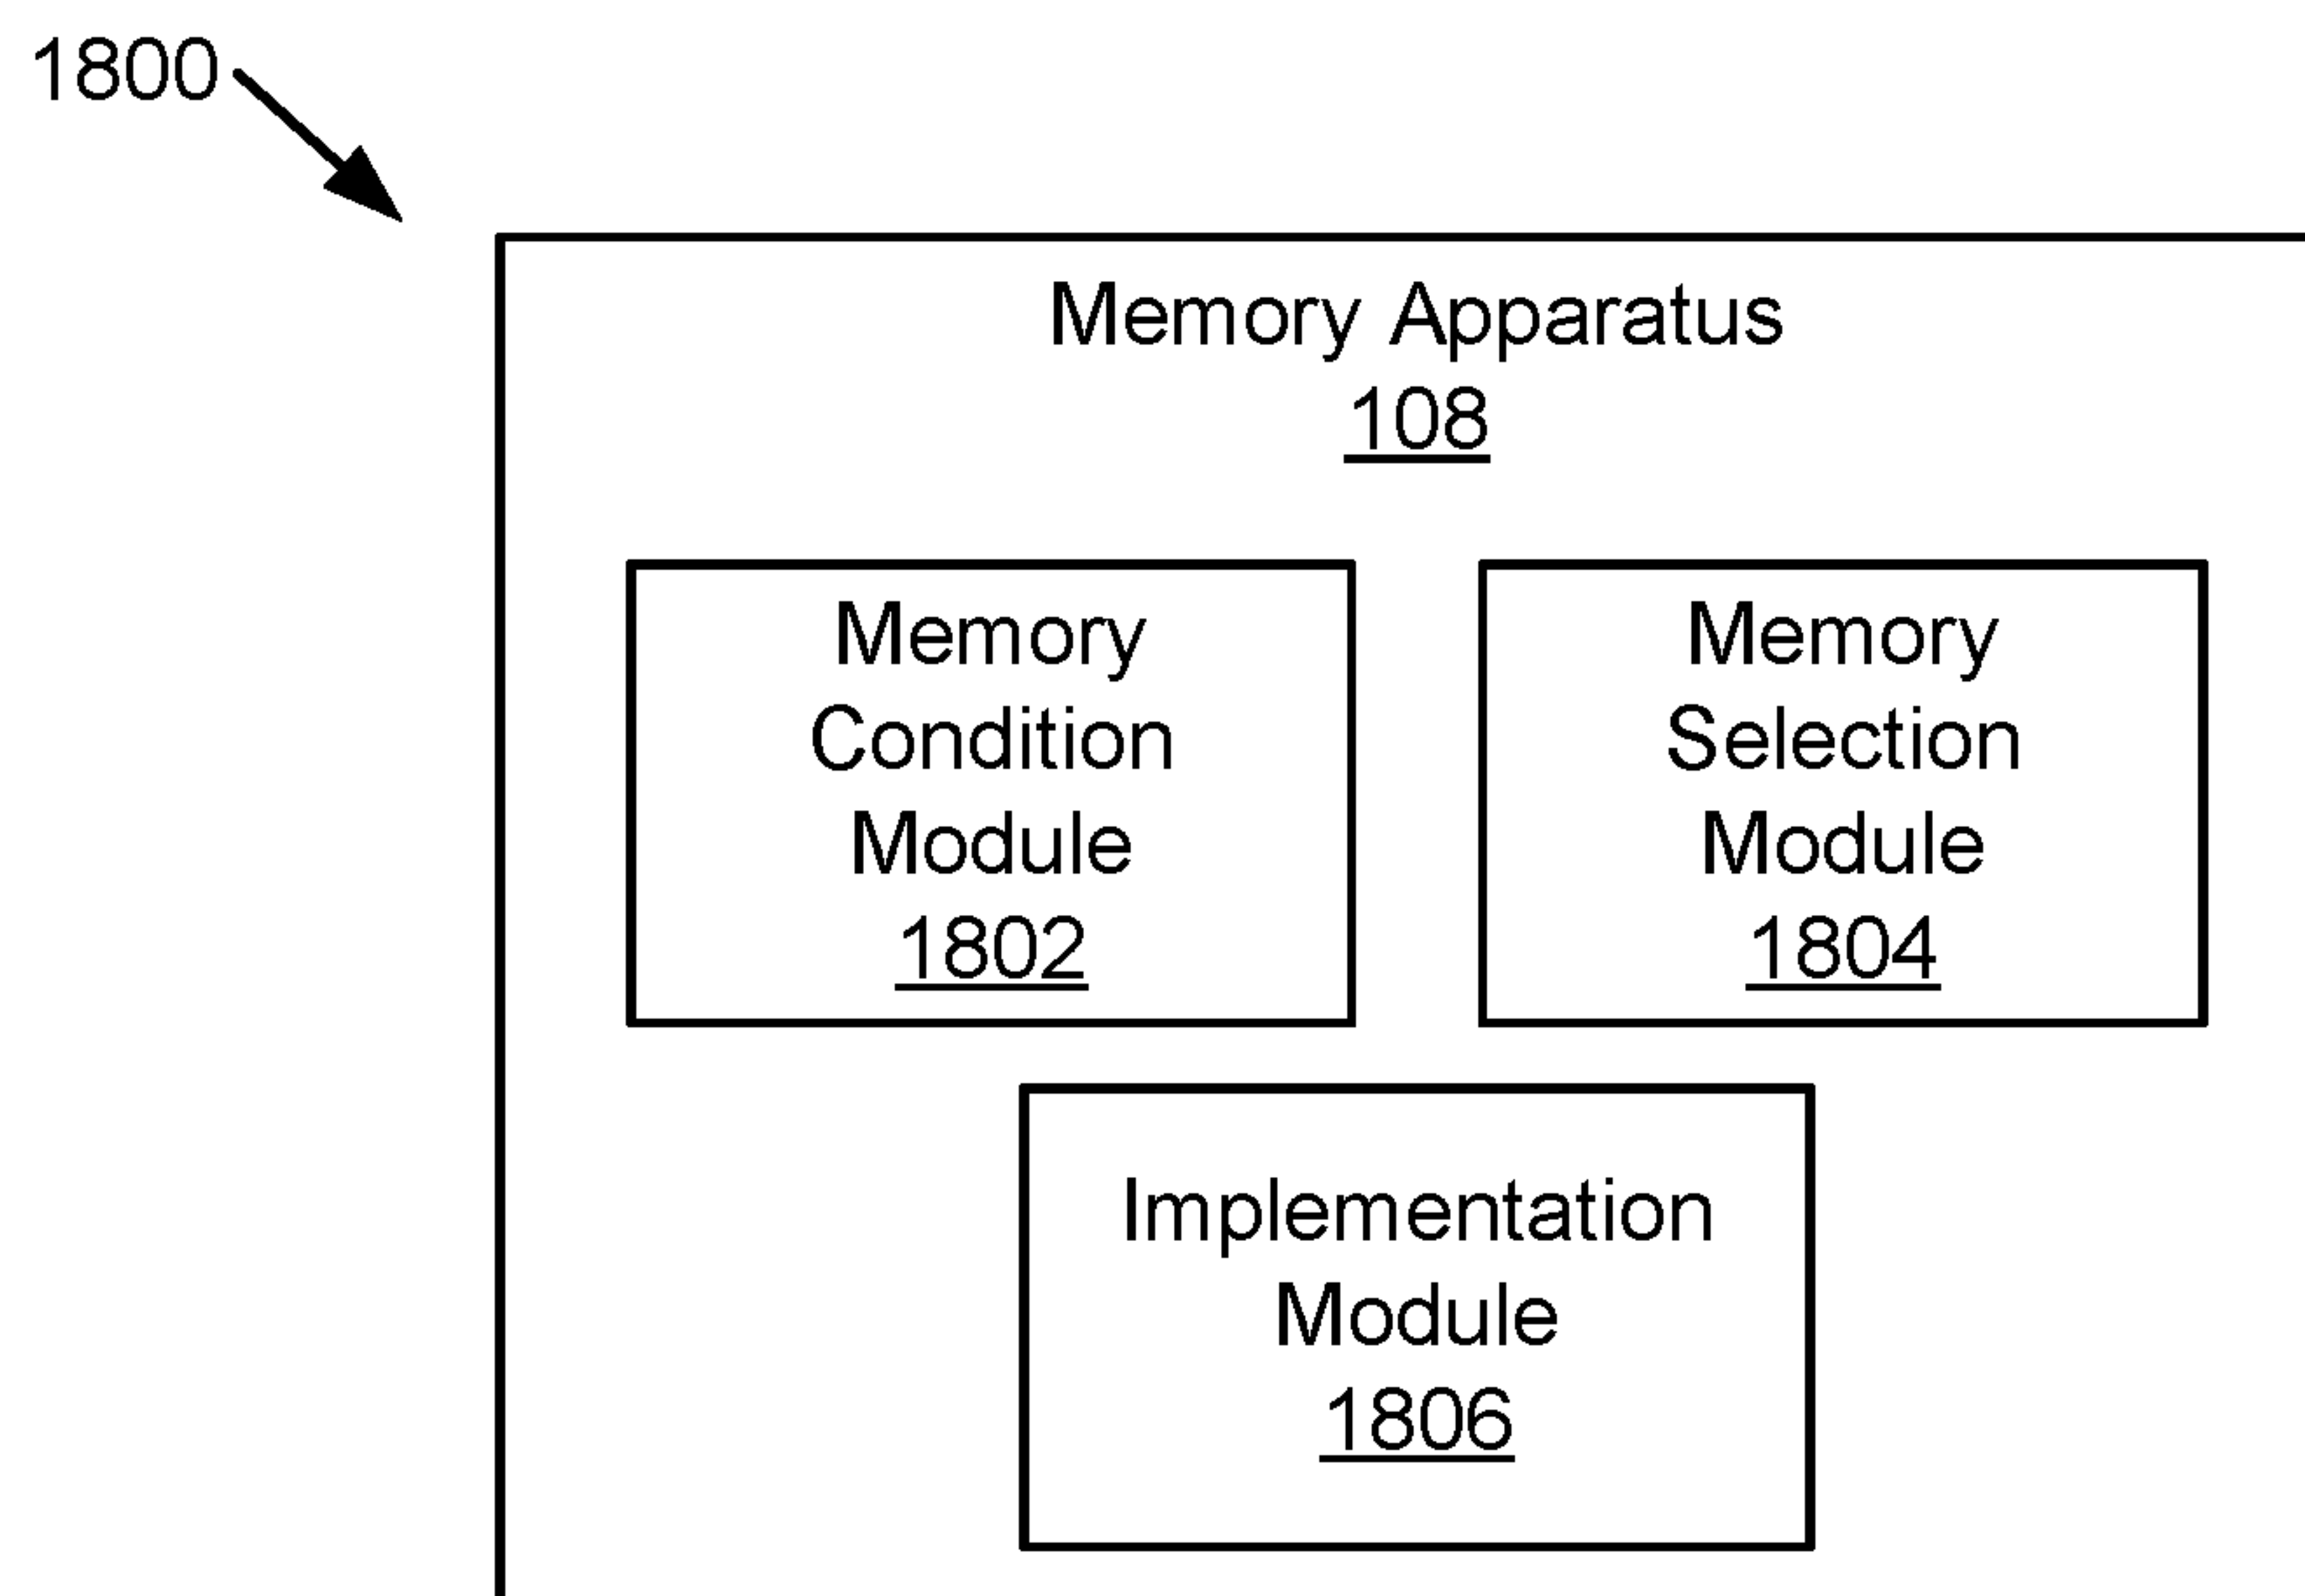 1800
Memory Apparatus
108
Memory
Condition
Module
1802
Memory
Selection
Module
1804
Implementation
Module
1806